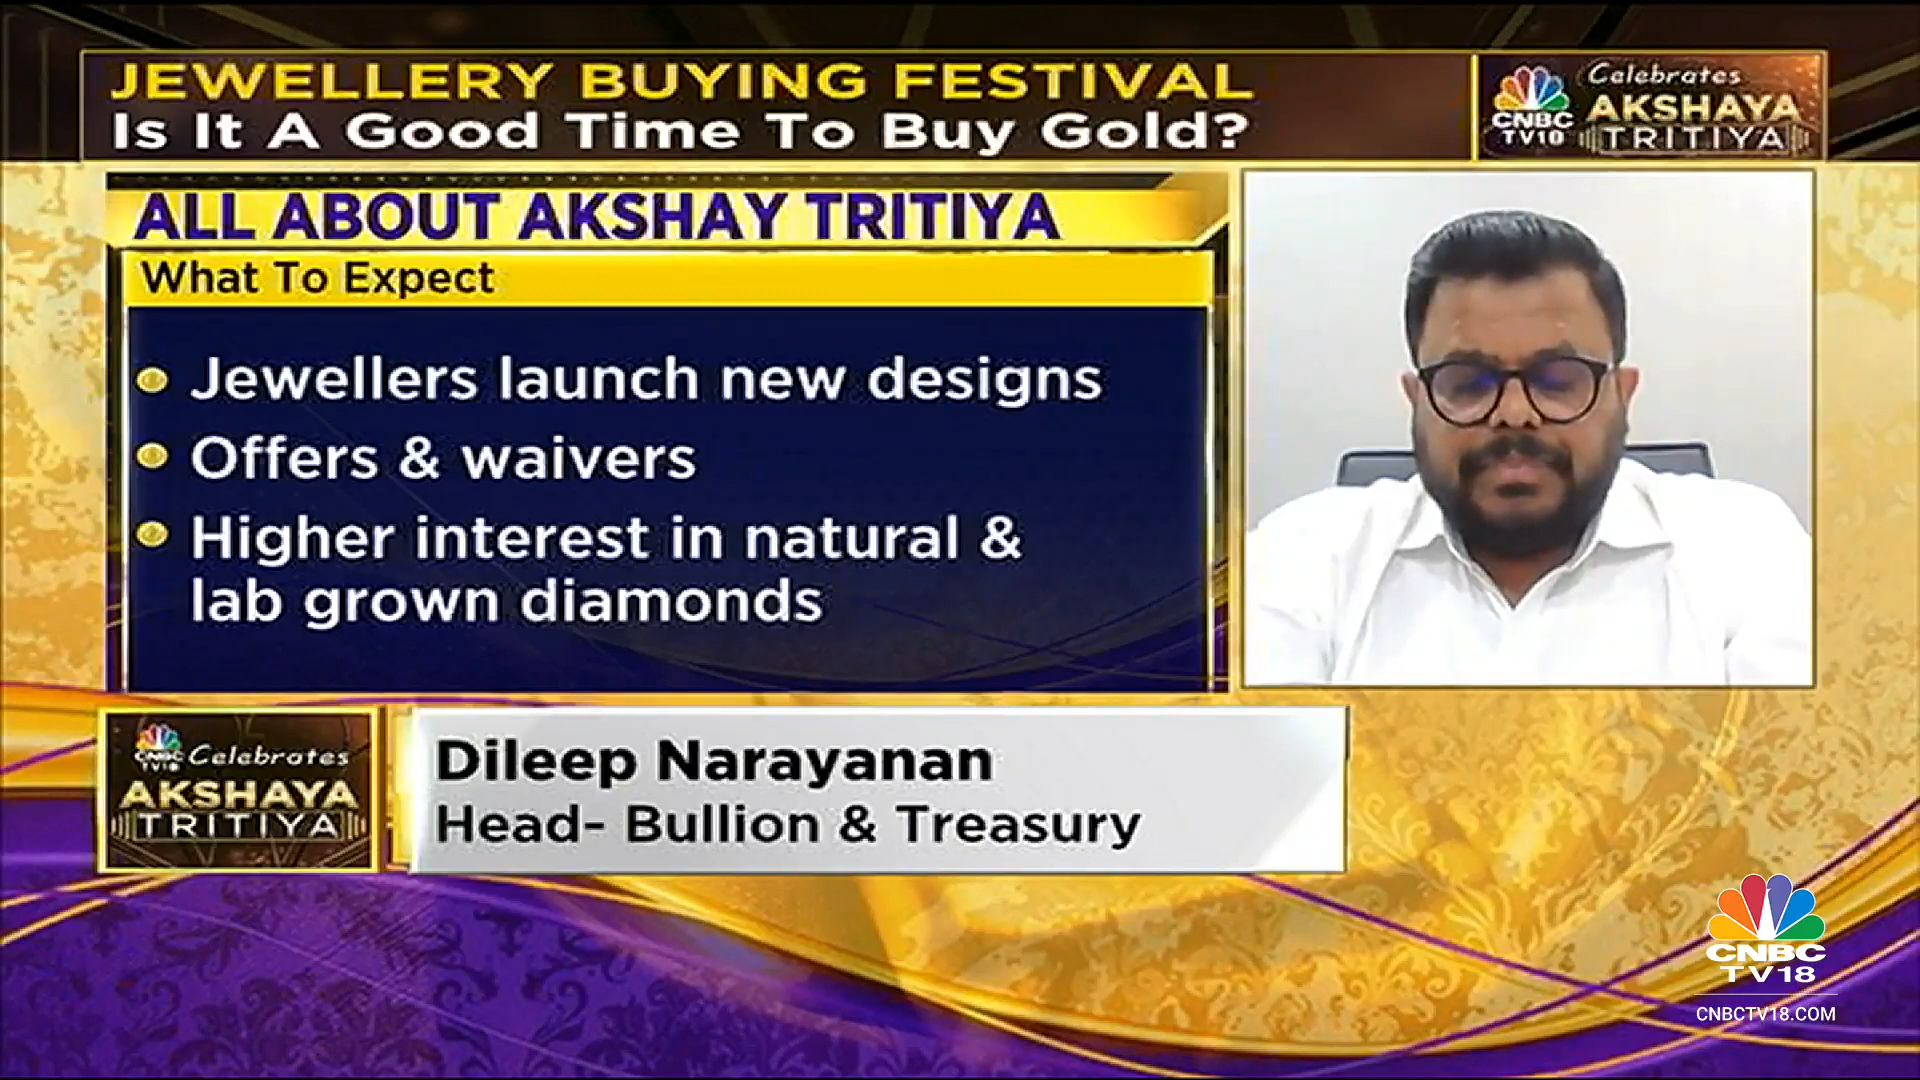 JEWELLERY BUYING FESTIVAL
Is It A Good Time To Buy Gold?
CNBC
TV18
Celebrates
AKSHAYA
TRITIYA
ALL ABOUT AKSHAY TRITIYA
What To Expect
Jewellers launch new designs
Offers & waivers
Higher interest in natural &
lab grown diamonds
CNBC
TV18
Celebrates
AKSHAYA
TRITIYA
Dileep Narayanan
Head- Bullion & Treasury
CNBC
TV18
CNBCTV18.COM